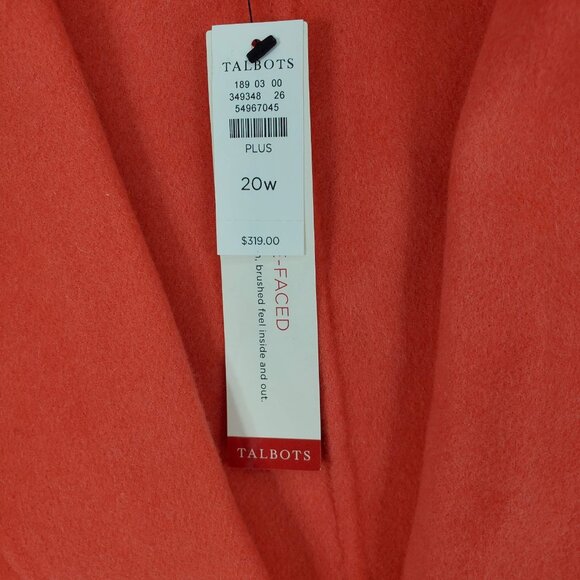 TALBOTS
189 03 00
349348 26
54967045
PLUS
20w
$319.00
-FACED
brushed feel inside and out.
TALBOTS